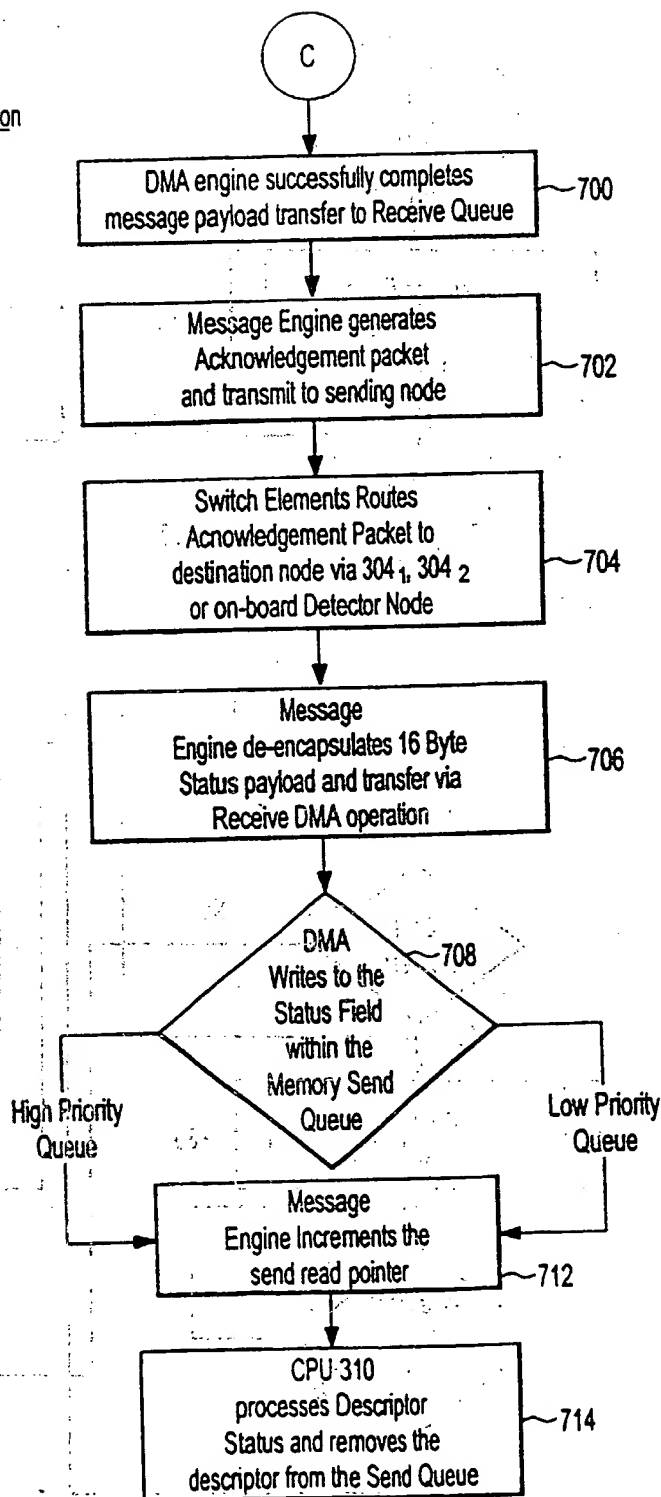 C
on
DMA engine successfully completes
message payload transfer to Receive Queue
700
Message Engine generates
Acknowledgement packet
and transmit to sending node
702
Switch Elements Routes
Acnowledgement Packet to
destination node via 304₁, 304₂
or on-board Detector Node
704
Message
Engine de-encapsulates 16 Byte
Status payload and transfer via
Receive DMA operation
706
DMA
Writes to the
Status Field
within the
Memory Send
Queue
708
High Priority
Queue
Low Priority
Queue
Message
Engine Increments the
send read pointer
712
CPU 310
processes Descriptor
Status and removes the
descriptor from the Send Queue
714